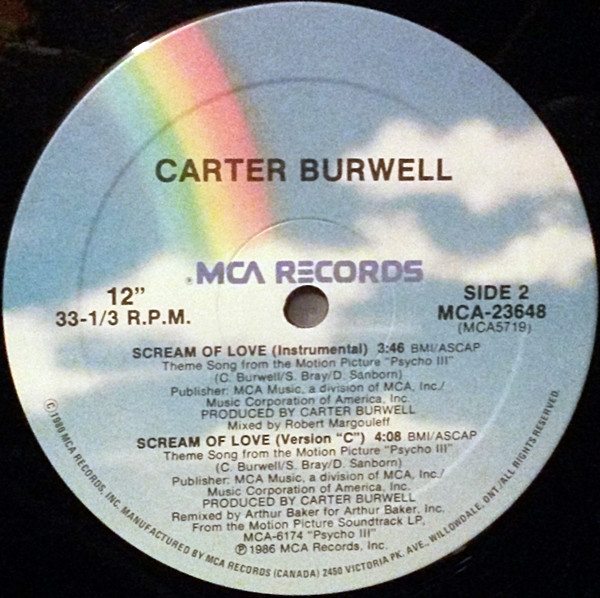 CARTER BURWELL
®MCA RECORDS
12”
33-1/3 R.P.M.
SIDE 2
MCA-23648
(MCA5719)
SCREAM OF LOVE (Instrumental) 3:46 BMI/ASCAP
Theme Song from the Motion Picture "Psycho III"
(C. Burwell/S. Bray/D. Sanborn)
Publisher: MCA Music, a division of MCA, Inc./
Music Corporation of America, Inc.
PRODUCED BY CARTER BURWELL
Mixed by Robert Margouleff
SCREAM OF LOVE (Version "C") 4:08 BMI/ASCAP
Theme Song from the Motion Picture "Psycho III"
(C. Burwell/S. Bray/D. Sanborn)
Publisher: MCA Music, a division of MCA, Inc./
Music Corporation of America, Inc.
PRODUCED BY CARTER BURWELL
Remixed by Arthur Baker for Arthur Baker, Inc.
From the Motion Picture Soundtrack LP,
MCA-6174 "Psycho III"
℗ 1986 MCA Records, Inc.
© 1980 MCA RECORDS, INC. MANUFACTURED BY MCA RECORDS (CANADA) 2450 VICTORIA PK. AVE., WILLOWDALE, ONT./ALL RIGHTS RESERVED.